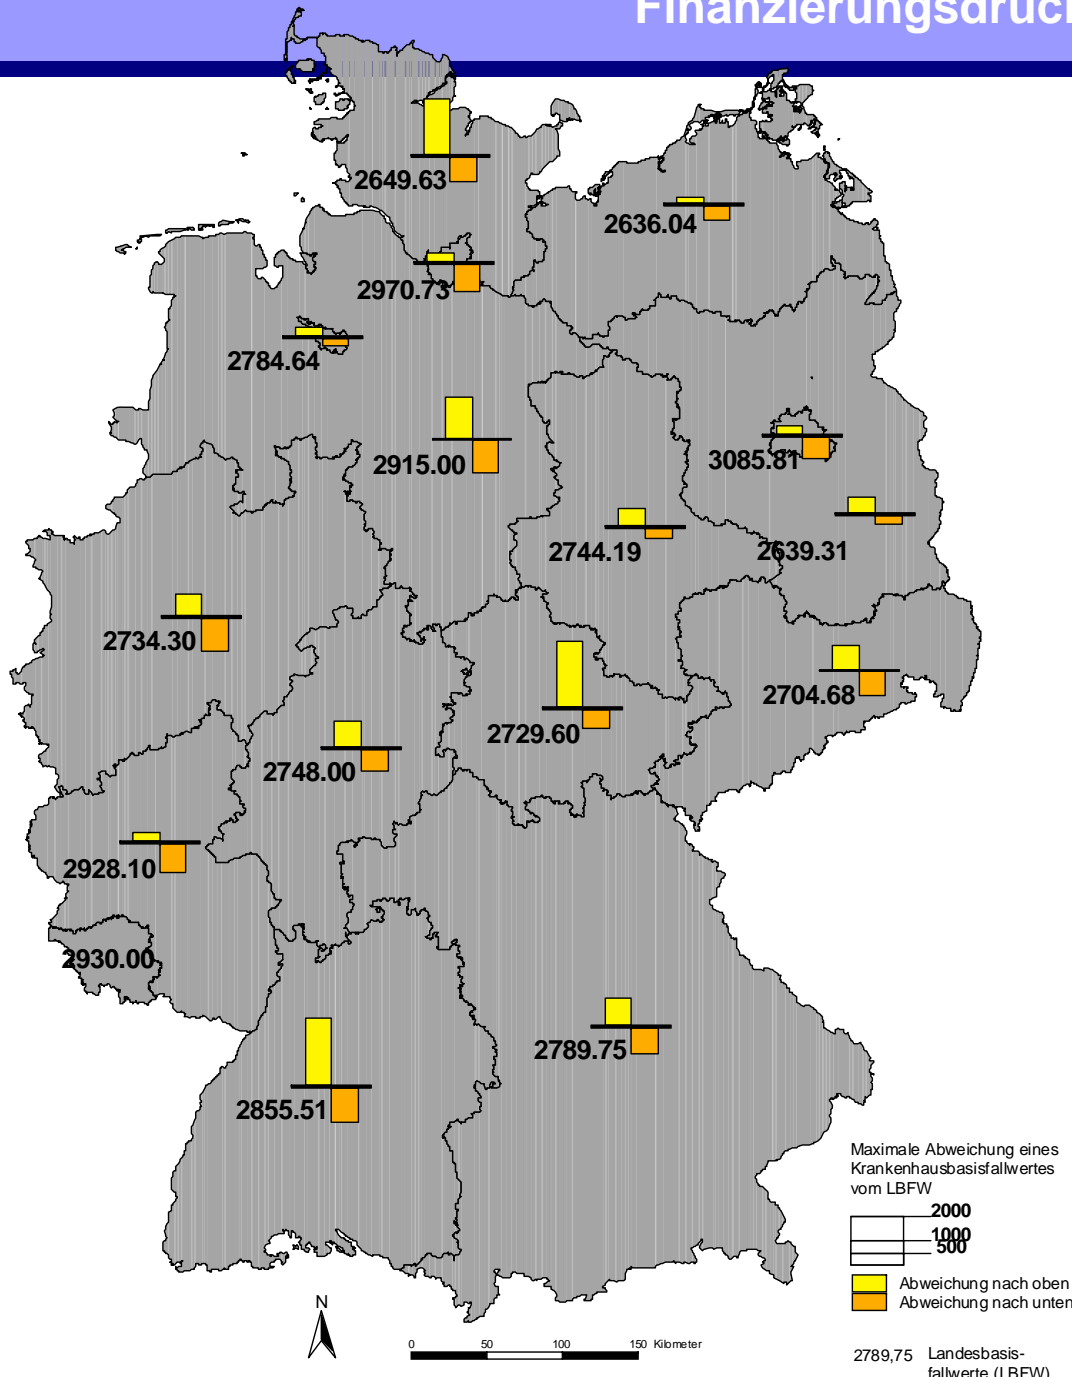 Finanzierungsdruck
2649.63
2636.04
2970.73
2784.64
2915.00
3085.81
2744.19
2639.31
2734.30
2704.68
2729.60
2748.00
2928.10
2930.00
2789.75
2855.51
Maximale Abweichung eines
Krankenhausbasisfallwertes
vom LBFW
2000
1000
500
Abweichung nach oben
Abweichung nach unten
N
0 50 100 150 Kilometer
2789,75 Landesbasis-
fallwerte (LBFW)